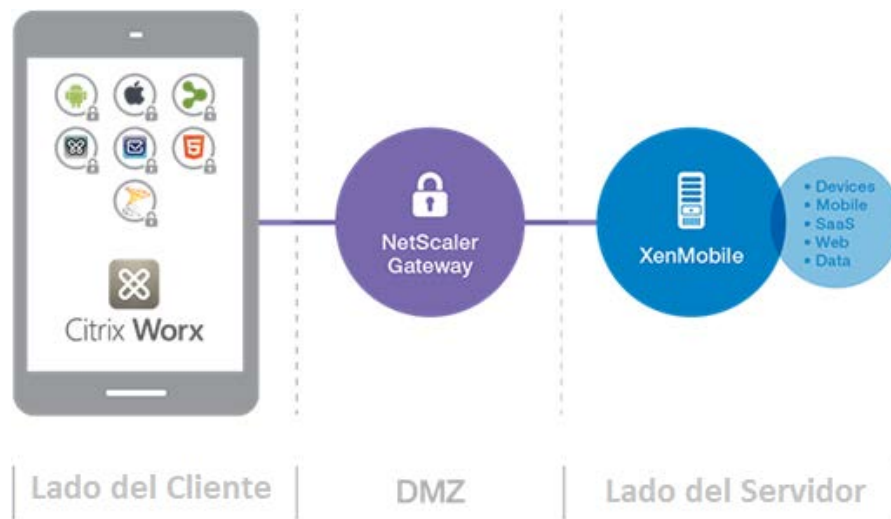 Citrix Worx
NetScaler
Gateway
XenMobile
• Devices
• Mobile
• SaaS
• Web
• Data
Lado del Cliente
DMZ
Lado del Servidor